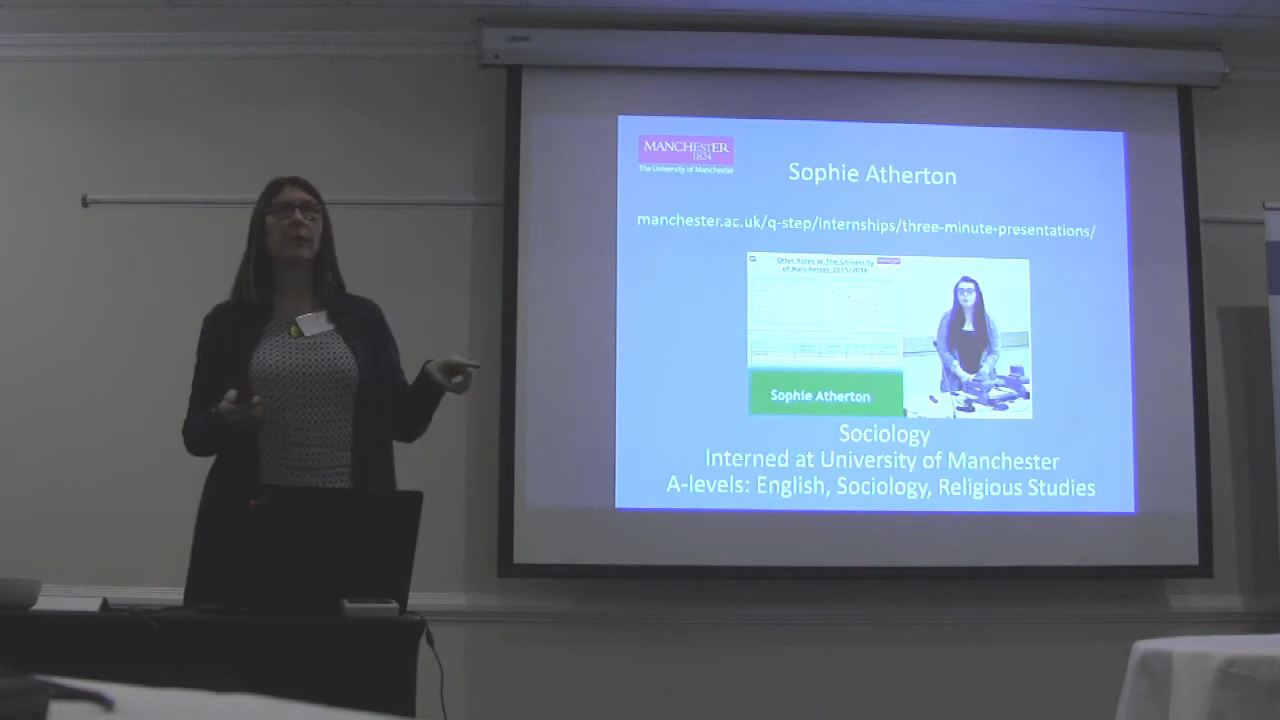 MANCHESTER
1824
The University of Manchester
Sophie Atherton
manchester.ac.uk/q-step/internships/three-minute-presentations/
Offer Rates at The University
of Manchester 2015/2016
Sophie Atherton
Sociology
Interned at University of Manchester
A-levels: English, Sociology, Religious Studies